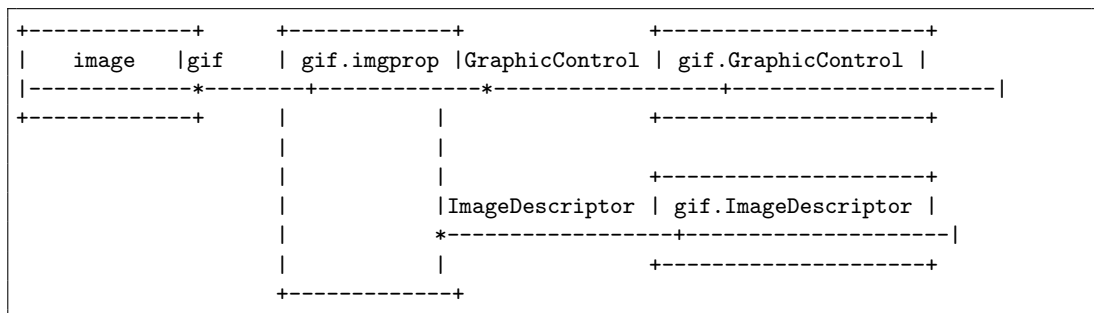 +-------------+      +------------+               +--------------------+
|    image    |gif    | gif.imgprop |GraphicControl | gif.GraphicControl |
|-------------*--------+-------------*-----------------+--------------------|
+-------------+      |           |               +--------------------+
|           |
|           |               +--------------------+
|           |ImageDescriptor | gif.ImageDescriptor |
|           *-----------------+--------------------|
|           |               +--------------------+
+------------+